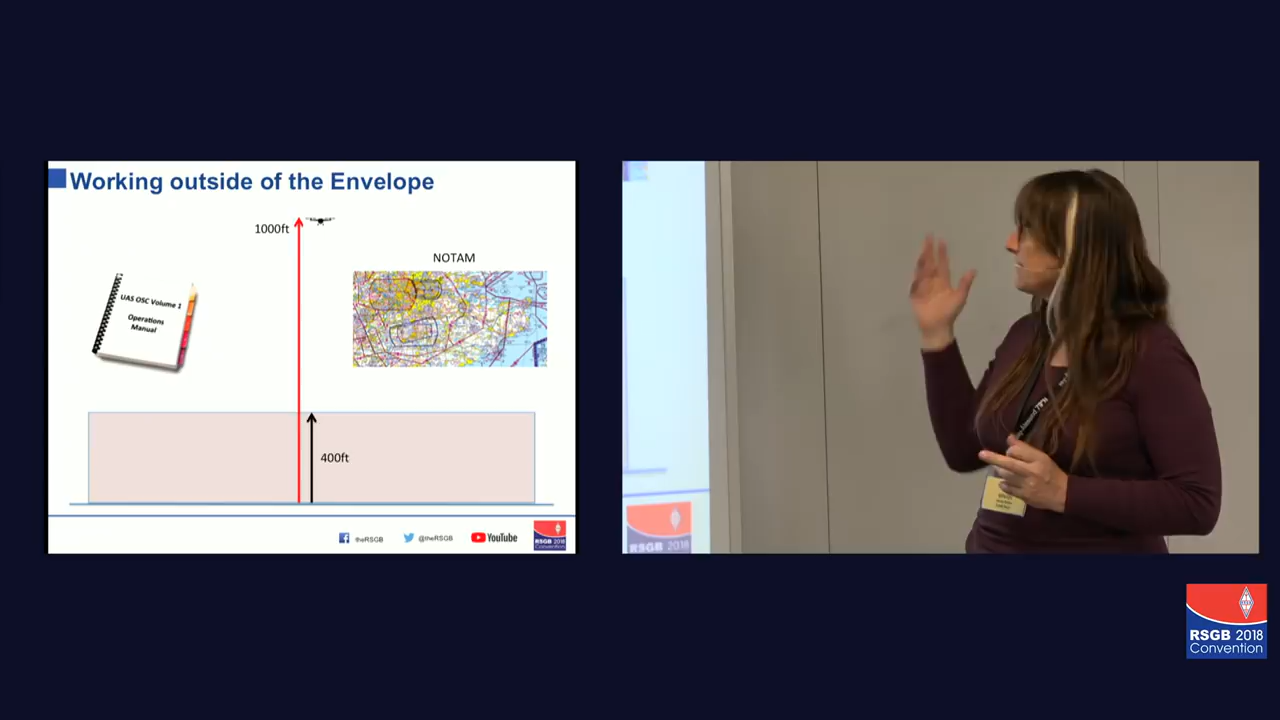 Working outside of the Envelope
1000ft
NOTAM
UAS OSC Volume 1
Operations
Manual
400ft
theRSGB
@theRSGB
YouTube
RSGB 2018
Convention
RSGB 2018
RSGB 2018
Convention